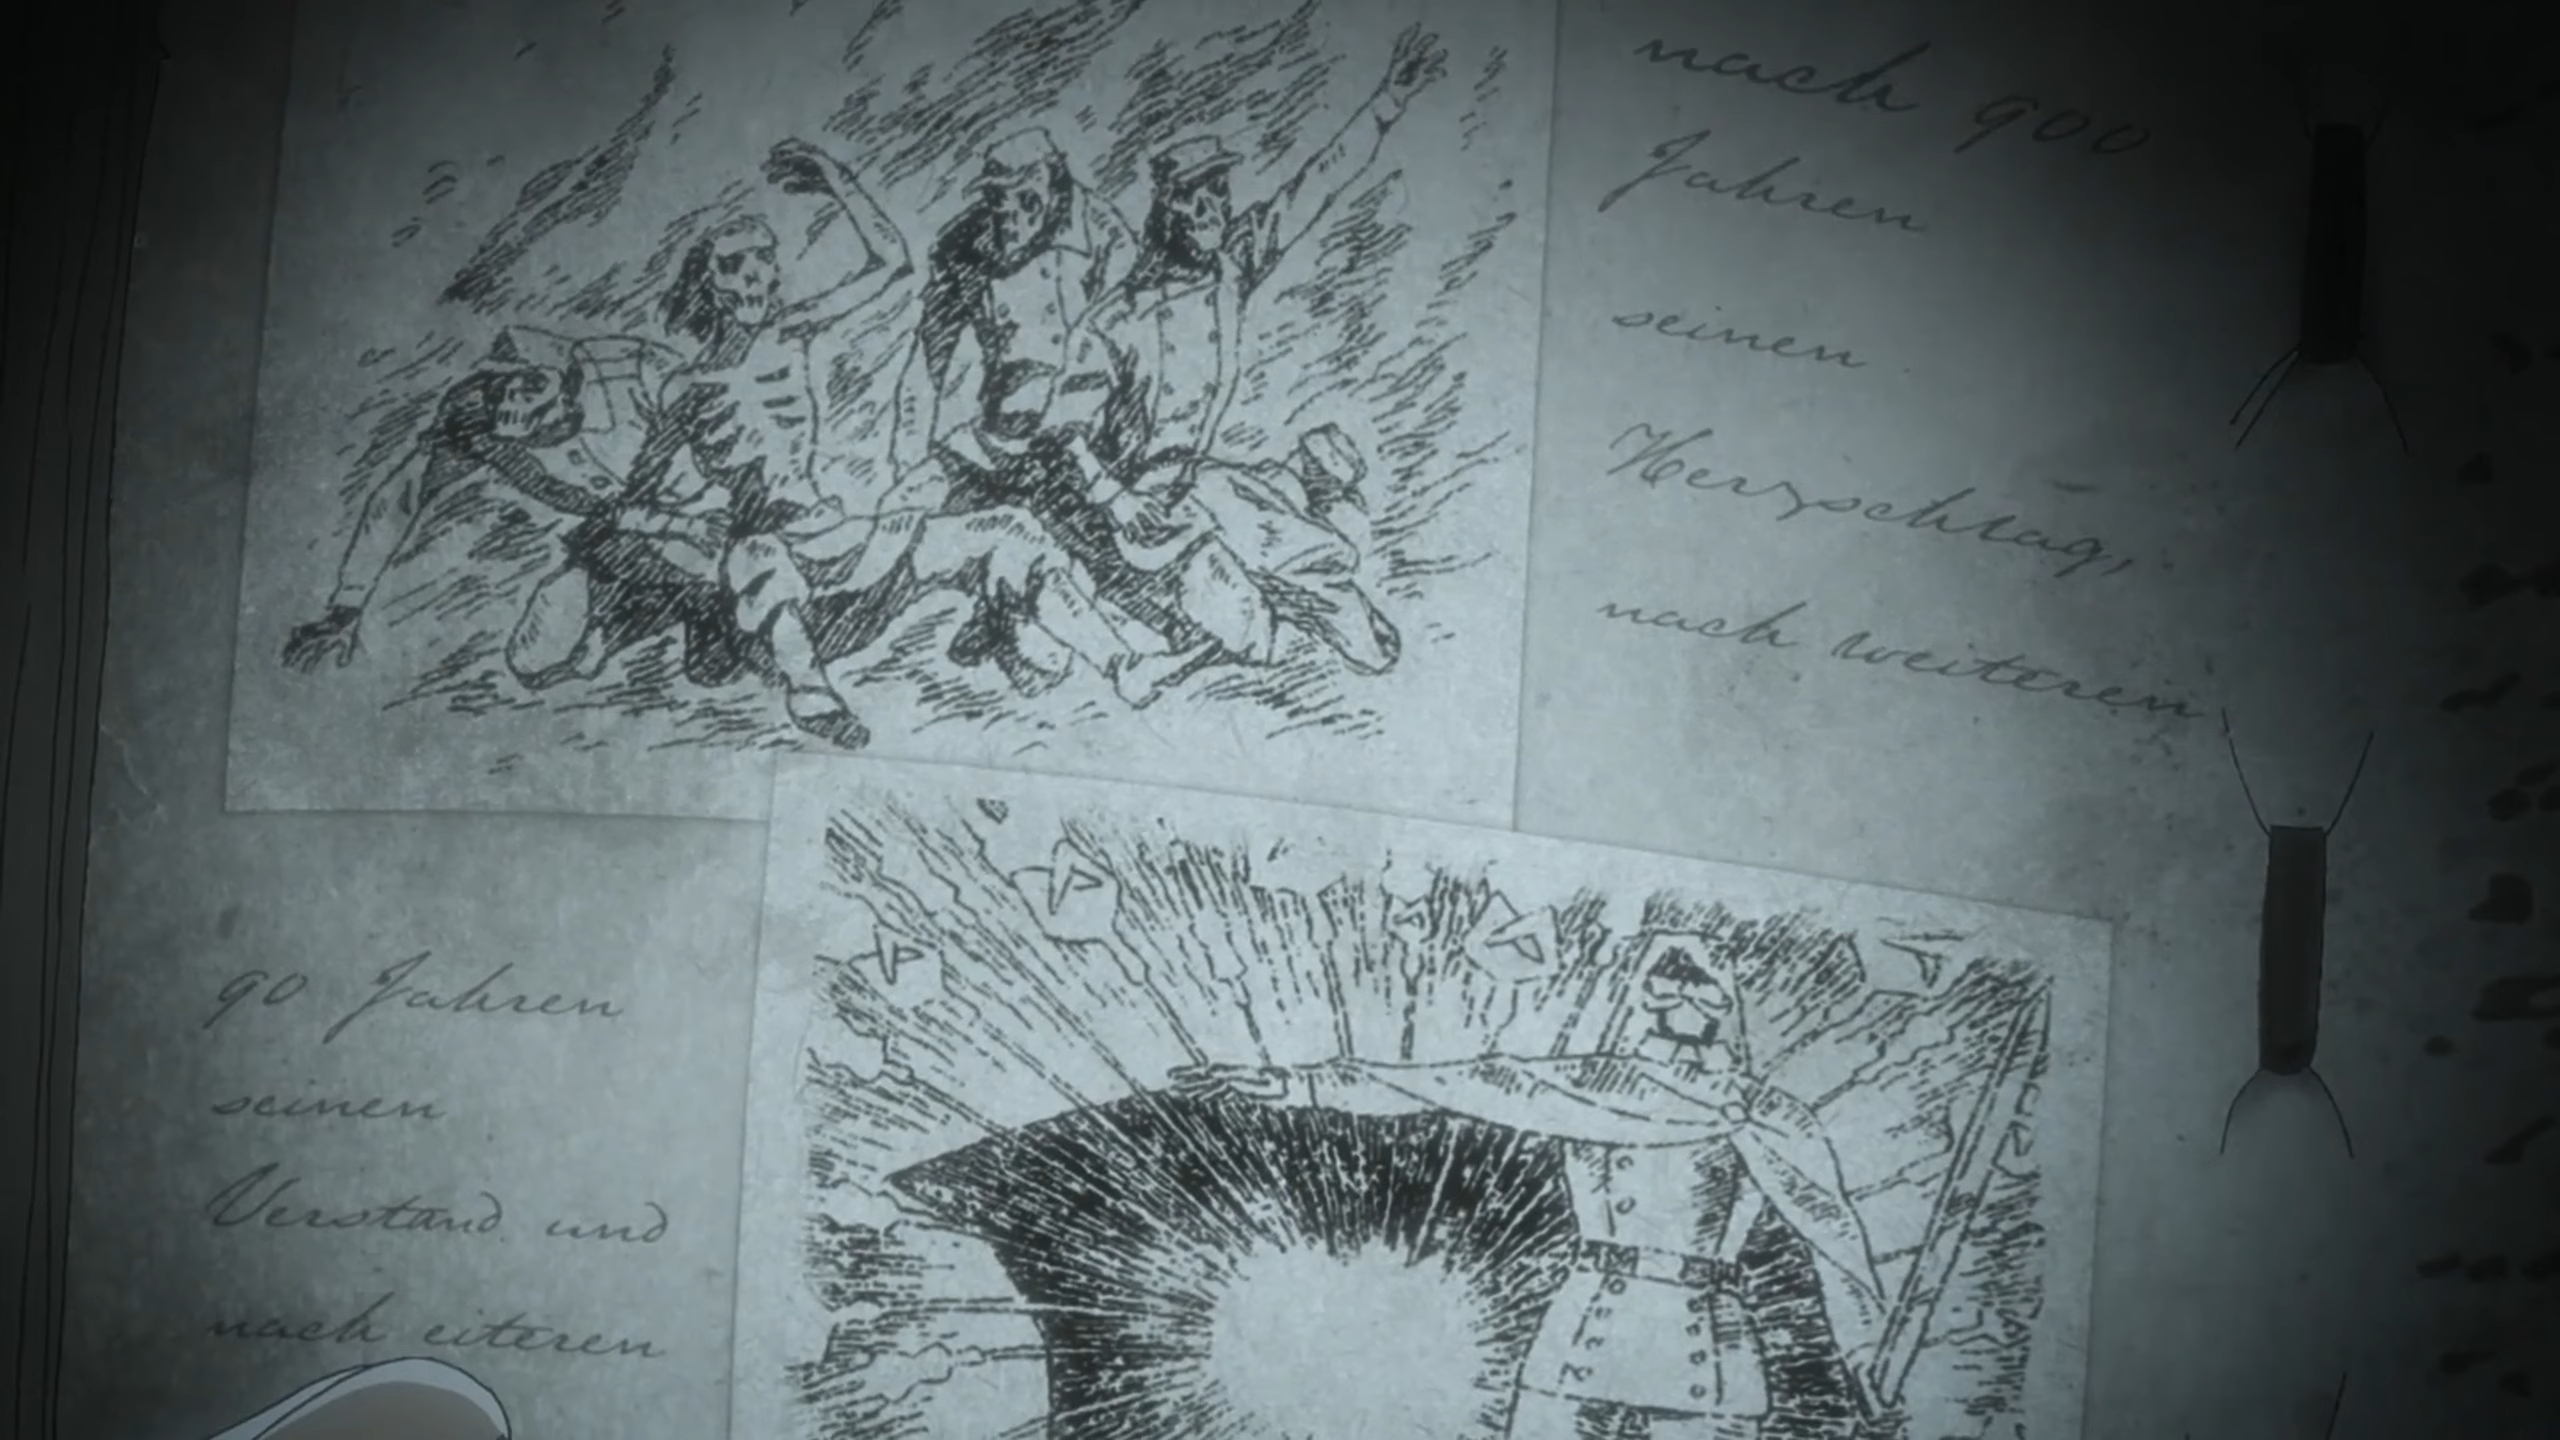 nach 900
Jahren
seinen
Herzschlag,
nach weiteren
90 Jahren
seinen
Verstand und
nach eiteren